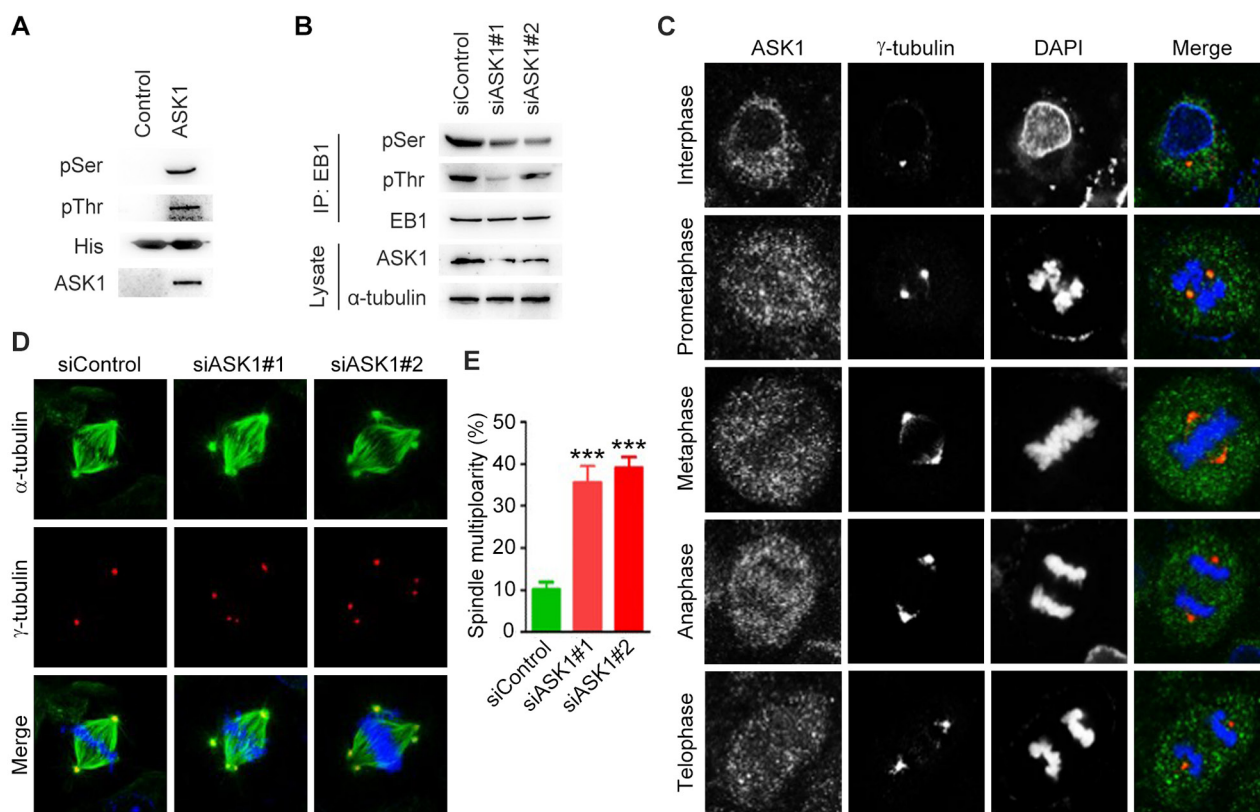 A
Control
ASK1
pSer
pThr
His
ASK1
B
siControl
siASK1#1
siASK1#2
IP: EB1
pSer
pThr
EB1
Lysate
ASK1
α-tubulin
C
ASK1 γ-tubulin DAPI Merge
Interphase
Prometaphase
Metaphase
Anaphase
Telophase
D
siControl siASK1#1 siASK1#2
α-tubulin
γ-tubulin
Merge
E
Spindle multiploarity (%)
50
40
30
20
10
0
***
***
siControl
siASK1#1
siASK1#2